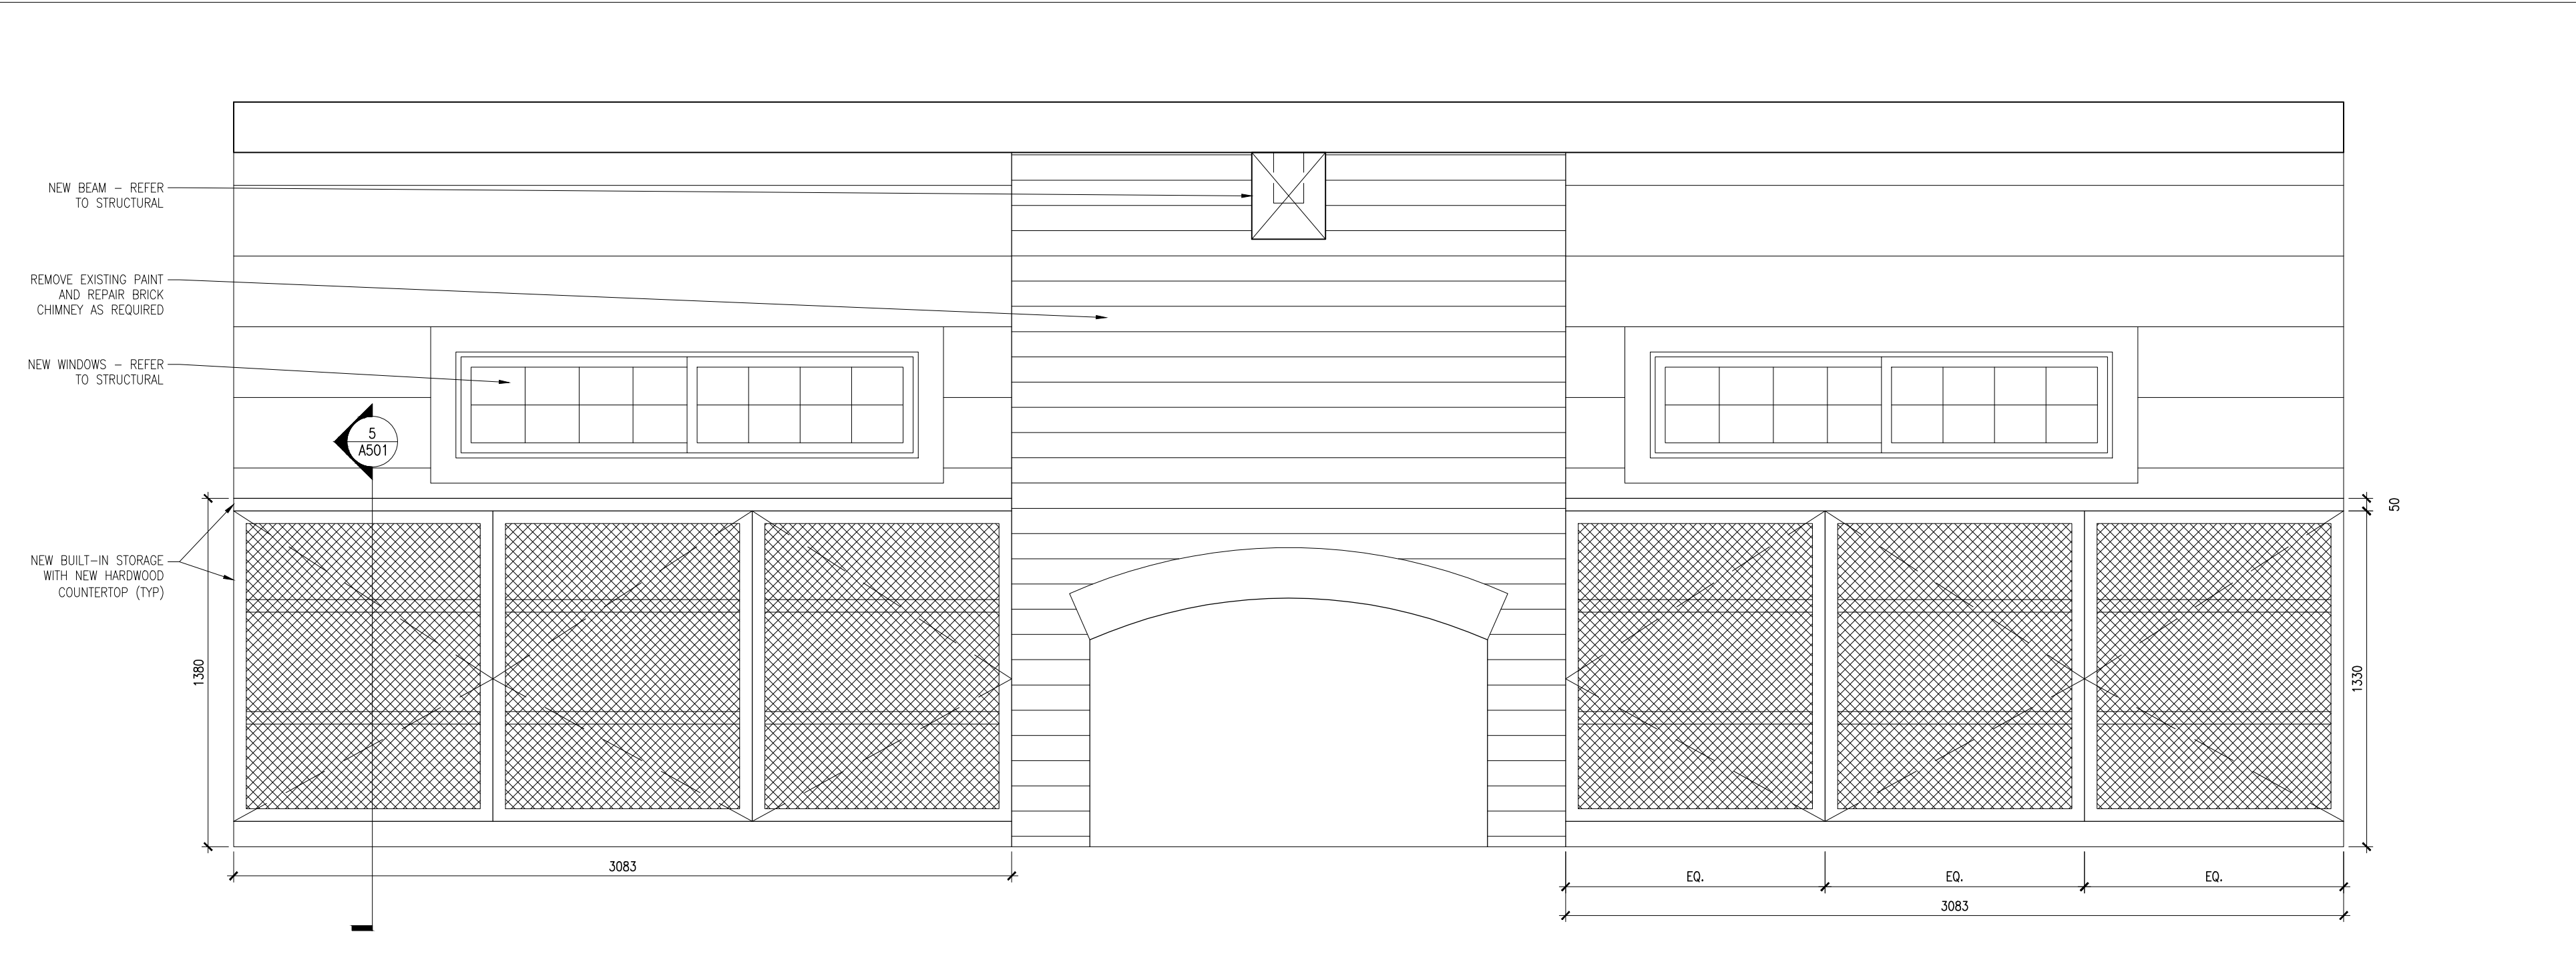 NEW BEAM – REFER
TO STRUCTURAL
REMOVE EXISTING PAINT
AND REPAIR BRICK
CHIMNEY AS REQUIRED
NEW WINDOWS – REFER
TO STRUCTURAL
5
A501
50
NEW BUILT-IN STORAGE
WITH NEW HARDWOOD
COUNTERTOP (TYP)
1380
1330
3083
EQ.
EQ.
EQ.
3083